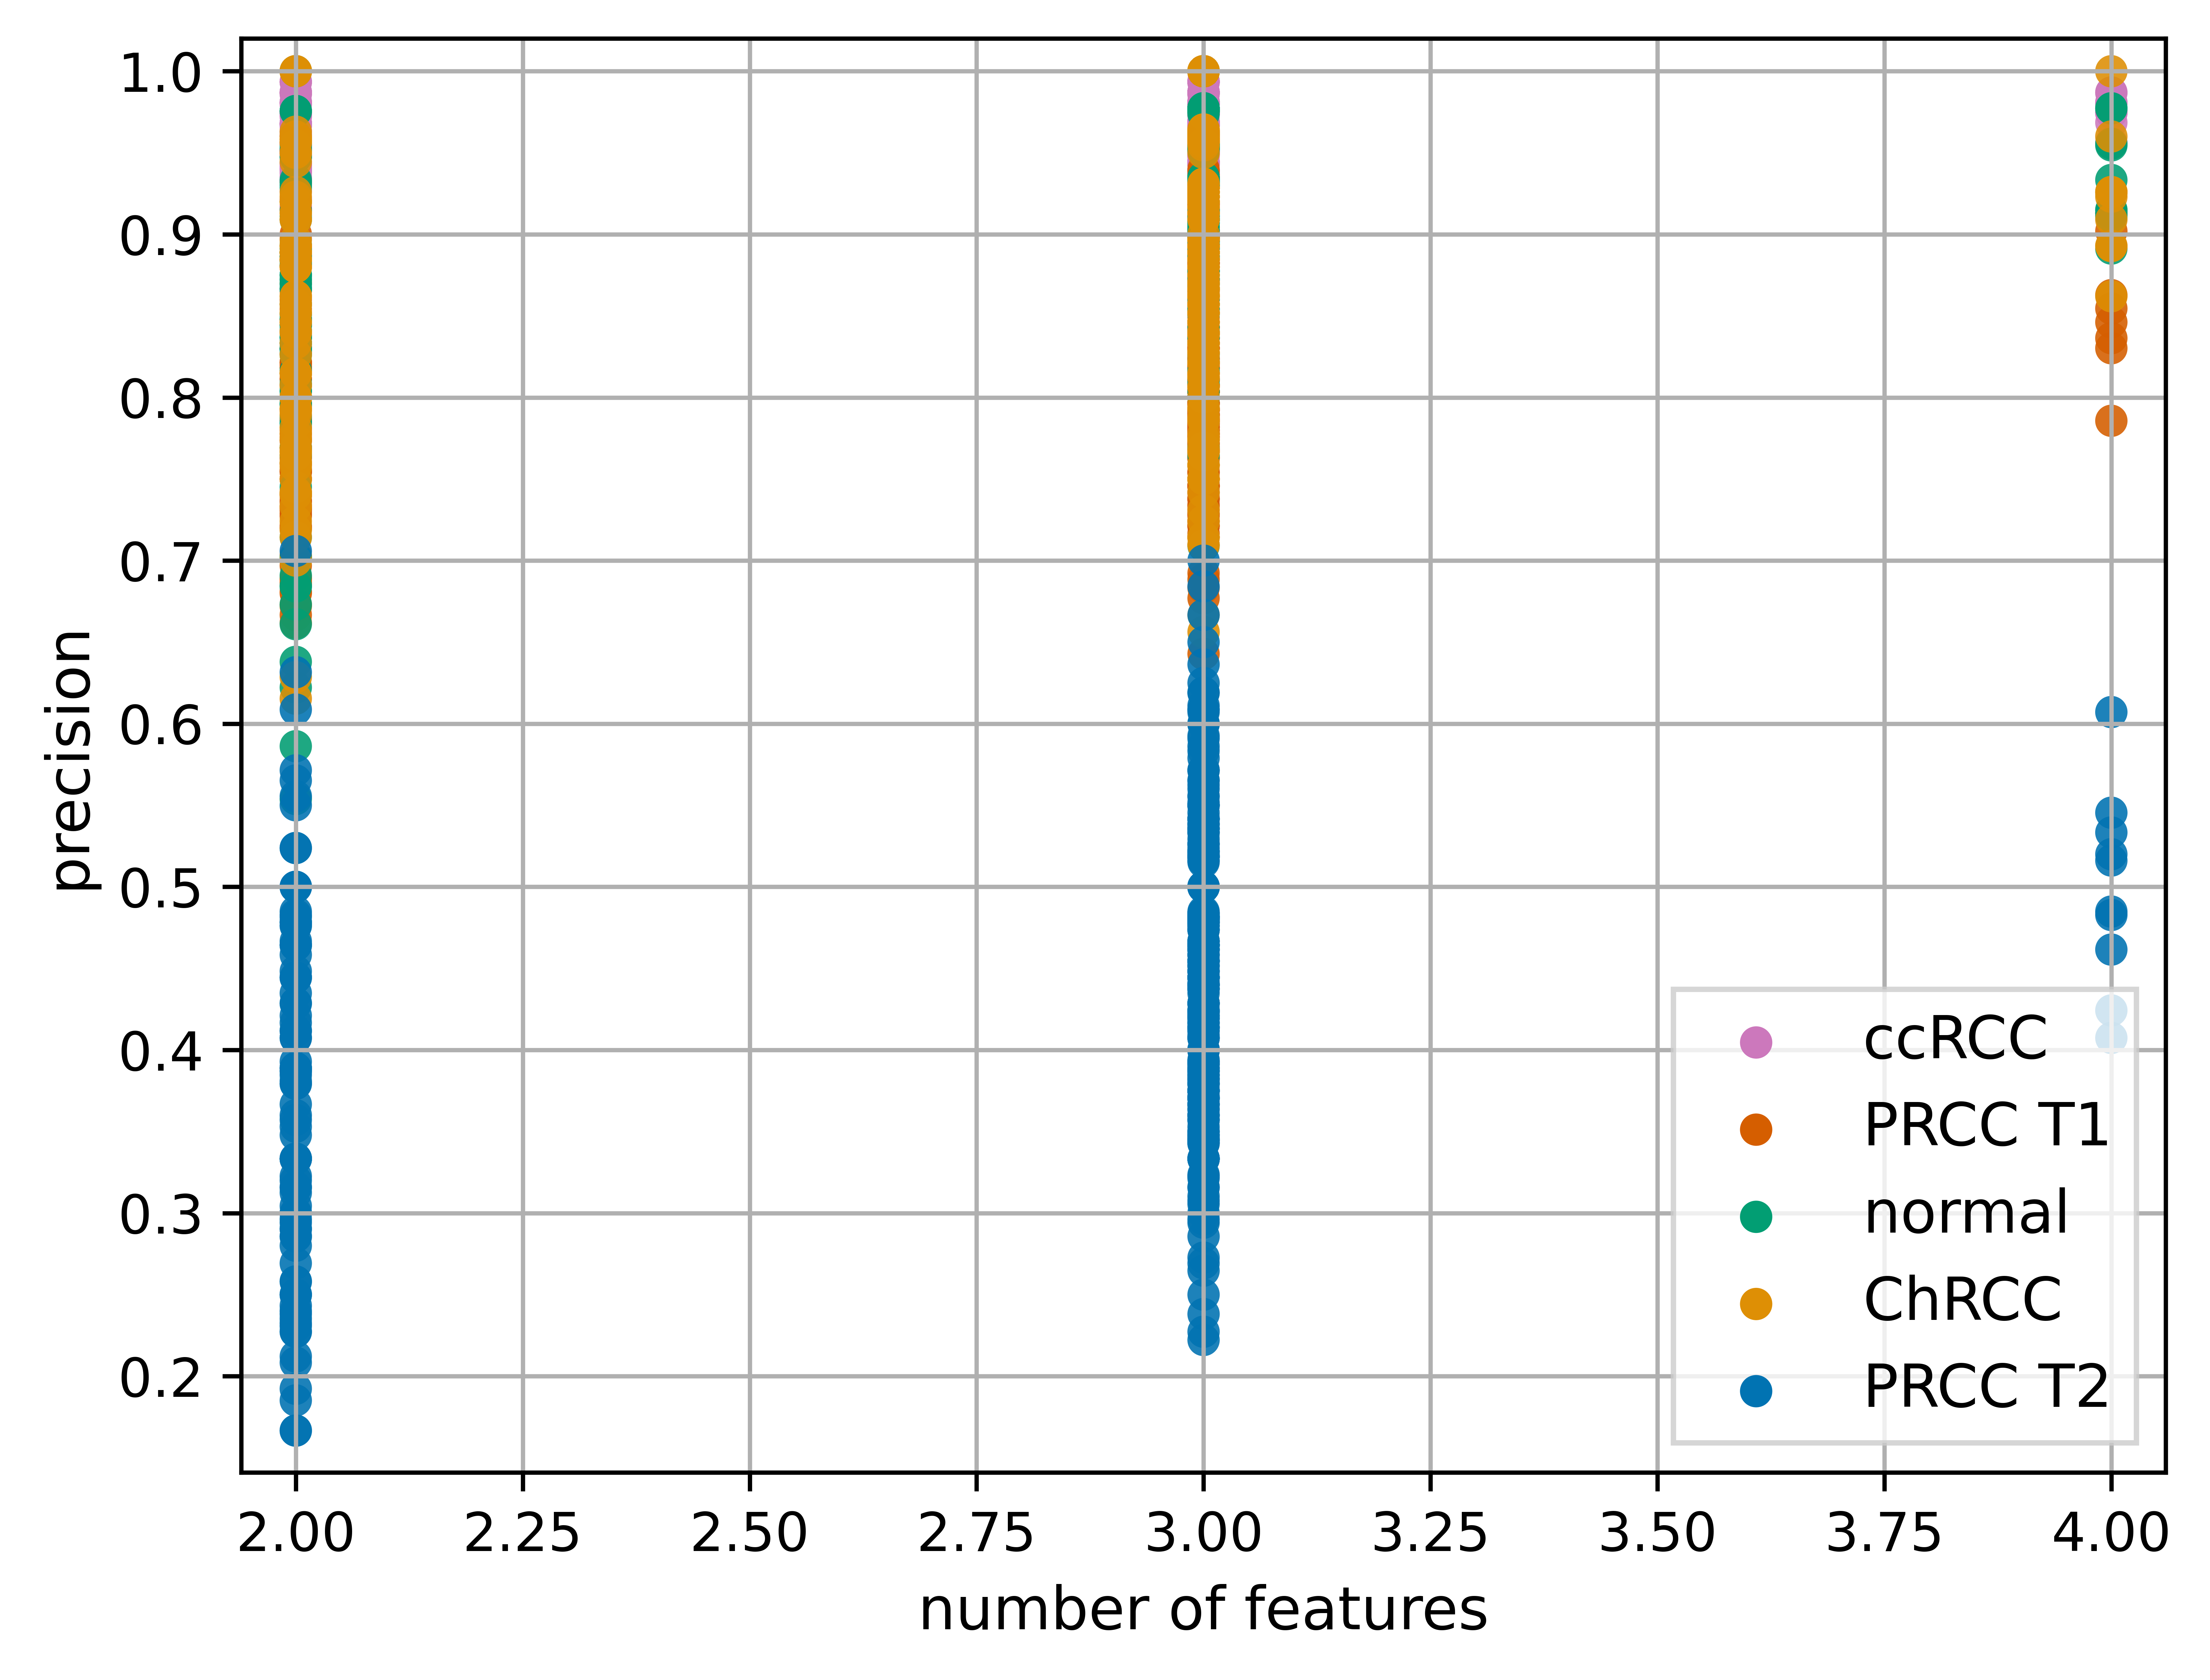 1.0
0.9
0.8
0.7
0.6
0.5
0.4
0.3
0.2
precision
2.00 2.25 2.50 2.75 3.00 3.25 3.50 3.75 4.00
number of features
ccRCC
PRCC T1
normal
ChRCC
PRCC T2